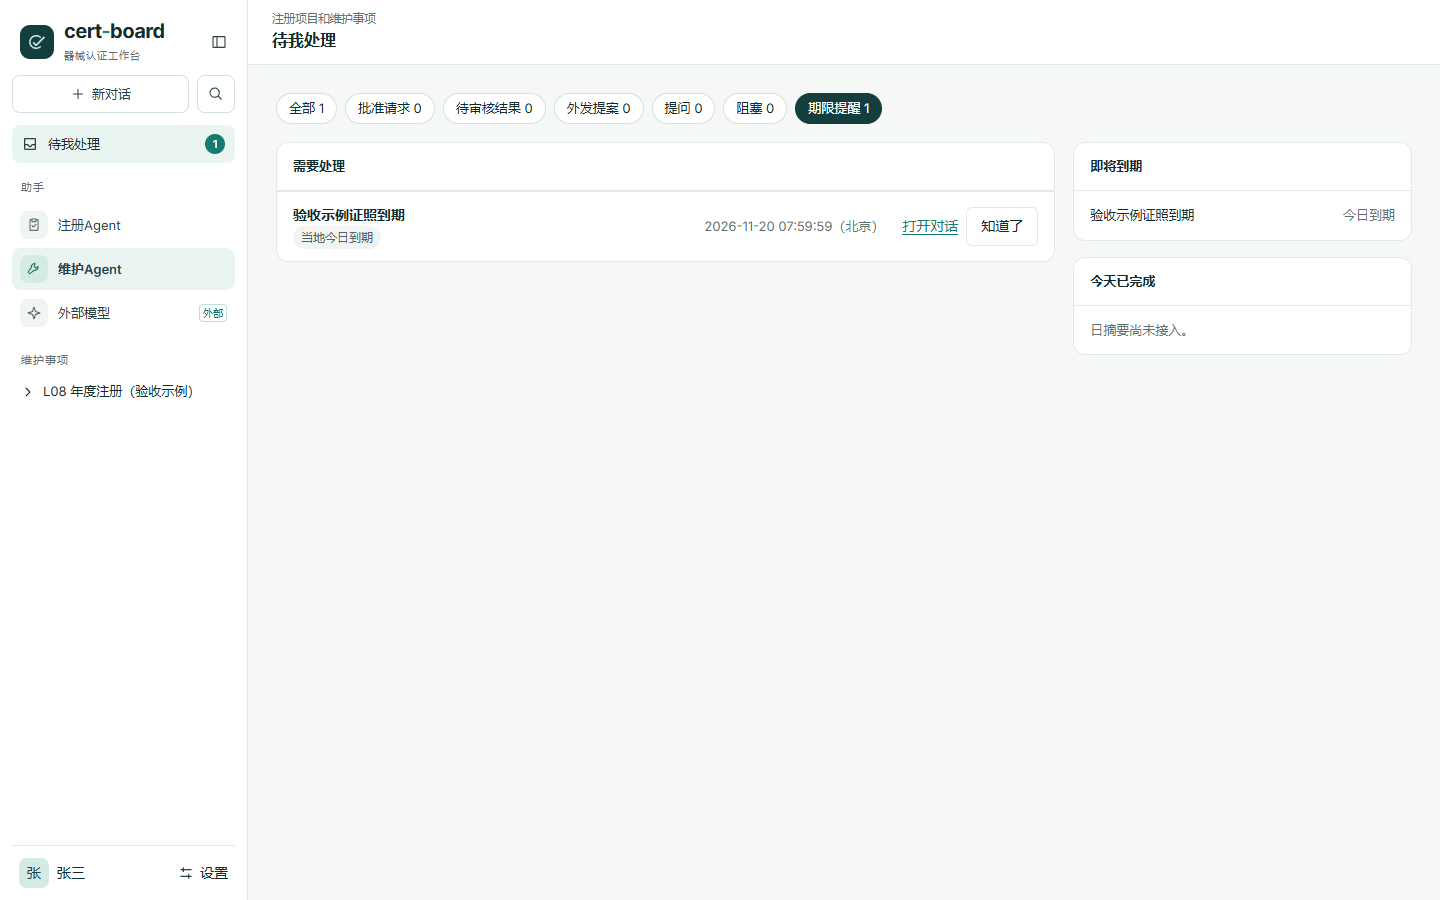 cert-board
器械认证工作台
新对话
待我处理 1
助手
注册Agent
维护Agent
外部模型 外部
维护事项
L08 年度注册（验收示例）
张 张三 设置
注册项目和维护事项
待我处理
全部 1 批准请求 0 待审核结果 0 外发提案 0 提问 0 阻塞 0 期限提醒 1
需要处理
验收示例证照到期
当地今日到期
2026-11-20 07:59:59（北京） 打开对话 知道了
即将到期
验收示例证照到期 今日到期
今天已完成
日摘要尚未接入。